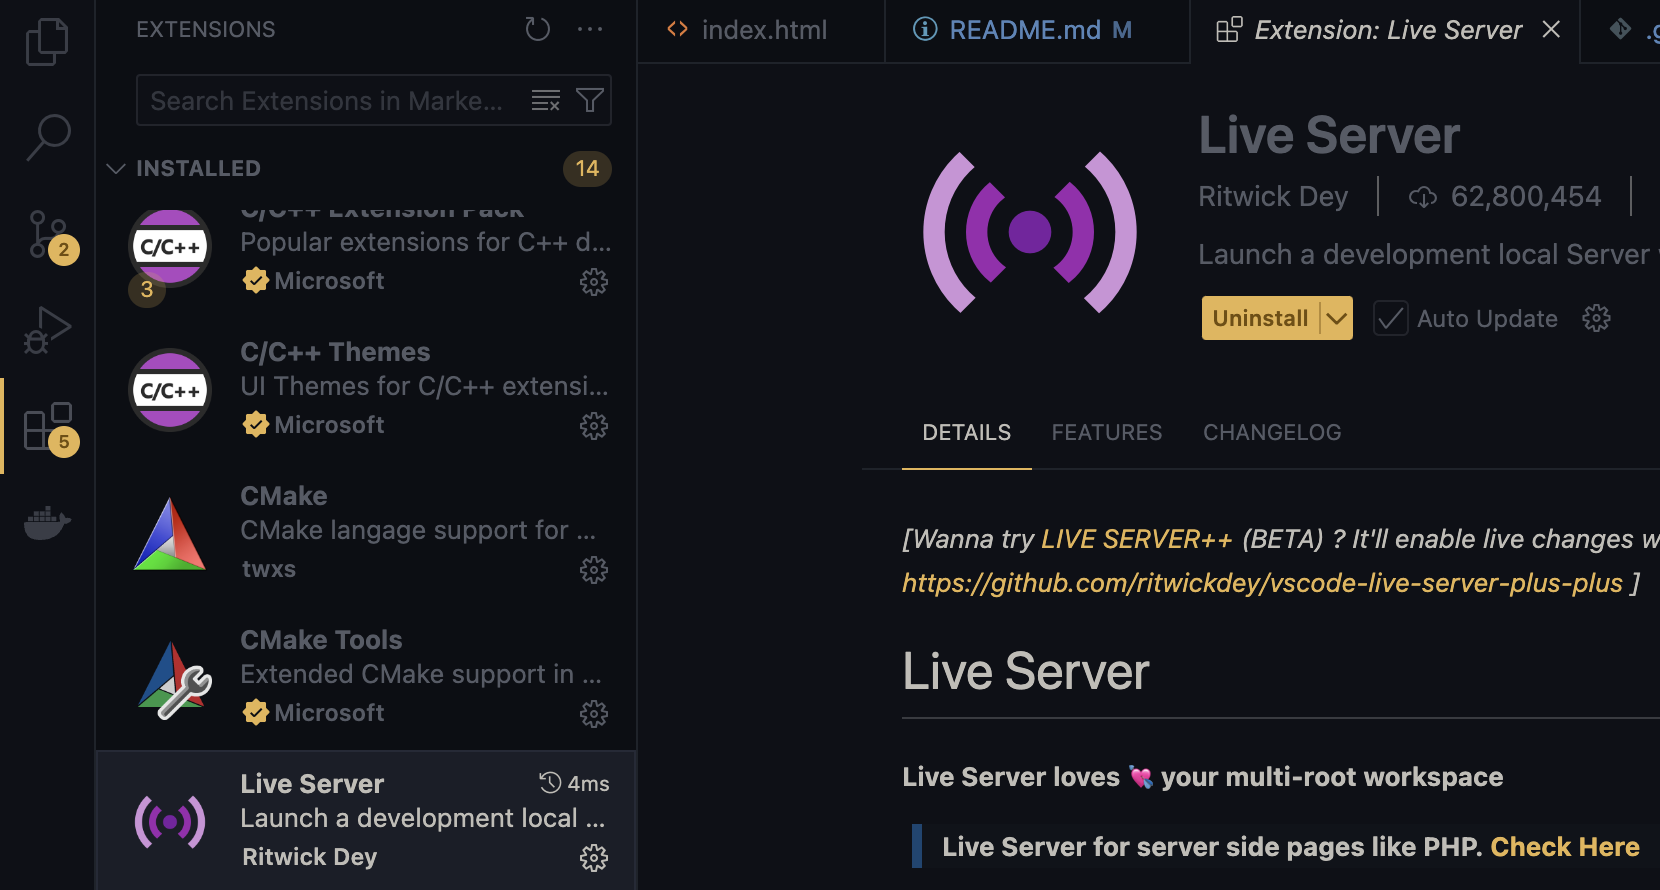 EXTENSIONS
Search Extensions in Marke...
INSTALLED
14
C/C++ Extension Pack
C/C++
Popular extensions for C++ d...
Microsoft
3
C/C++ Themes
C/C++
UI Themes for C/C++ extensi...
Microsoft
CMake
CMake langage support for ...
twxs
CMake Tools
Extended CMake support in ...
Microsoft
Live Server
4ms
Launch a development local ...
Ritwick Dey
2
5
index.html
README.md M
Extension: Live Server
Live Server
Ritwick Dey
62,800,454
Launch a development local Server
Uninstall
Auto Update
DETAILS
FEATURES
CHANGELOG
[Wanna try LIVE SERVER++ (BETA) ? It'll enable live changes
https://github.com/ritwickdey/vscode-live-server-plus-plus ]
Live Server
Live Server loves 💘 your multi-root workspace
Live Server for server side pages like PHP. Check Here